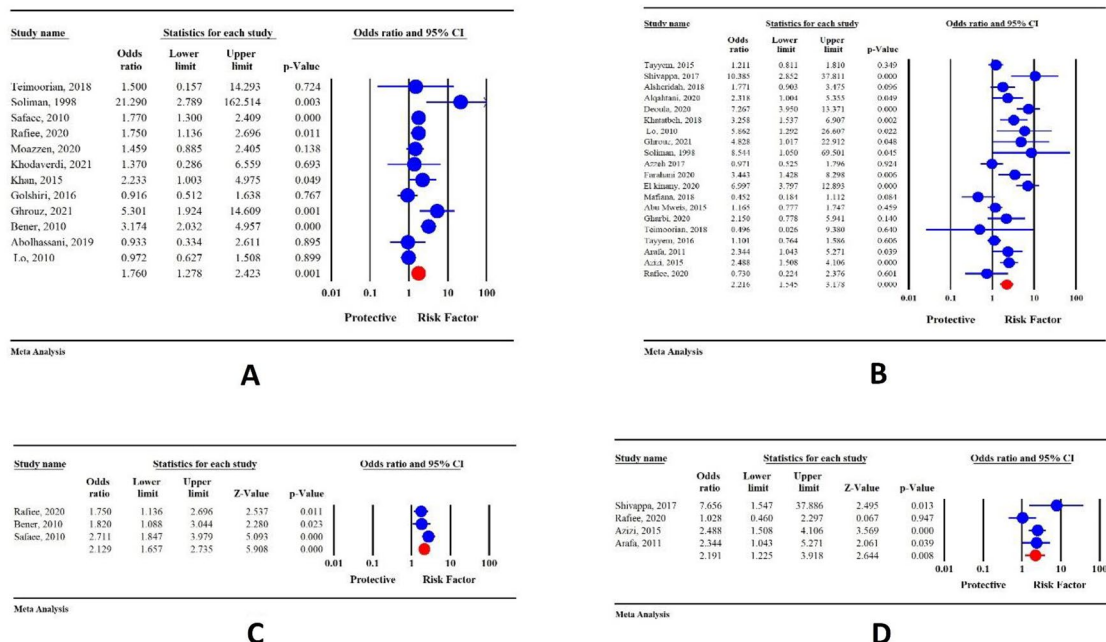 Study name Statistics for each study Odds ratio and 95% CI
Odds ratio Lower limit Upper limit p-Value
Teimoorian, 2018 1.500 0.157 14.293 0.724
Soliman, 1998 21.290 2.789 162.514 0.003
Safaee, 2010 1.770 1.300 2.409 0.000
Rafiee, 2020 1.750 1.136 2.696 0.011
Moazzen, 2020 1.459 0.885 2.405 0.138
Khodaverdi, 2021 1.370 0.286 6.559 0.693
Khan, 2015 2.233 1.003 4.975 0.049
Golshiri, 2016 0.916 0.512 1.638 0.767
Ghrouz, 2021 5.301 1.924 14.609 0.001
Bener, 2010 3.174 2.032 4.957 0.000
Abolhassani, 2019 0.933 0.334 2.611 0.895
Lo, 2010 0.972 0.627 1.508 0.899
1.760 1.278 2.423 0.001
0.01 0.1 1 10 100
Protective Risk Factor
Meta Analysis
A
Study name Statistics for each study Odds ratio and 95% CI
Odds ratio Lower limit Upper limit p-Value
Tayyem, 2015 1.211 0.811 1.810 0.349
Shivappa, 2017 10.385 2.852 37.811 0.000
Alsheridah, 2018 1.771 0.903 3.475 0.096
Alqahtani, 2020 2.318 1.004 5.355 0.049
Deoula, 2020 7.267 3.950 13.371 0.000
Khatatbeh, 2018 3.258 1.537 6.907 0.002
Lo, 2010 5.862 1.292 26.607 0.022
Ghrouz, 2021 4.828 1.017 22.912 0.048
Soliman, 1998 8.544 1.050 69.501 0.045
Azzeh 2017 0.971 0.525 1.796 0.924
Farahani 2020 3.443 1.428 8.298 0.006
El kinany, 2020 6.997 3.797 12.893 0.000
Mafiana, 2018 0.452 0.184 1.112 0.084
Abu Mweis, 2015 1.165 0.777 1.747 0.459
Gharbi, 2020 2.150 0.778 5.941 0.140
Teimoorian, 2018 0.496 0.026 9.380 0.640
Tayyem, 2016 1.101 0.764 1.586 0.606
Arafa, 2011 2.344 1.043 5.271 0.039
Azizi, 2015 2.488 1.508 4.106 0.000
Rafiee, 2020 0.730 0.224 2.376 0.601
2.216 1.545 3.178 0.000
0.01 0.1 1 10 100
Protective Risk Factor
Meta Analysis
B
Study name Statistics for each study Odds ratio and 95% CI
Odds ratio Lower limit Upper limit Z-Value p-Value
Rafiee, 2020 1.750 1.136 2.696 2.537 0.011
Bener, 2010 1.820 1.088 3.044 2.280 0.023
Safaee, 2010 2.711 1.847 3.979 5.093 0.000
2.129 1.657 2.735 5.908 0.000
0.01 0.1 1 10 100
Protective Risk Factor
Meta Analysis
C
Study name Statistics for each study Odds ratio and 95% CI
Odds ratio Lower limit Upper limit Z-Value p-Value
Shivappa, 2017 7.656 1.547 37.886 2.495 0.013
Rafiee, 2020 1.028 0.460 2.297 0.067 0.947
Azizi, 2015 2.488 1.508 4.106 3.569 0.000
Arafa, 2011 2.344 1.043 5.271 2.061 0.039
2.191 1.225 3.918 2.644 0.008
0.01 0.1 1 10 100
Protective Risk Factor
Meta Analysis
D